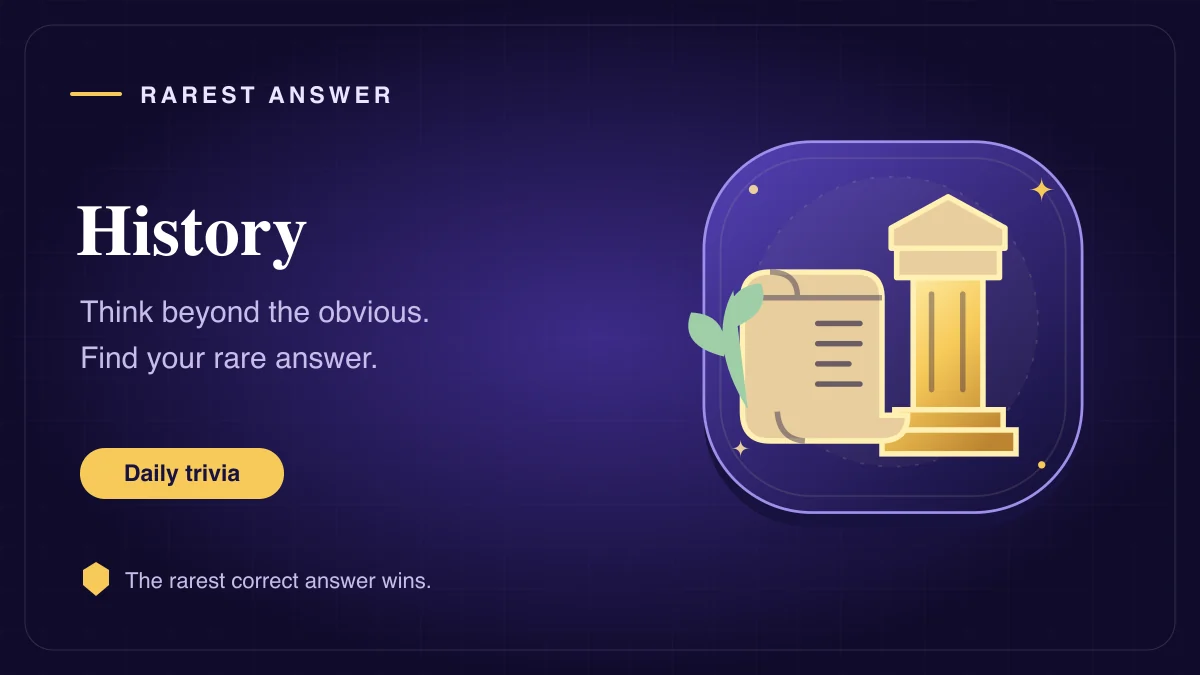 RAREST ANSWER
History
Think beyond the obvious.
Find your rare answer.
Daily trivia
The rarest correct answer wins.